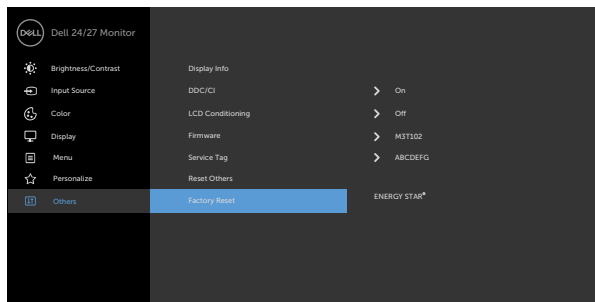 DELL Dell 24/27 Monitor
Brightness/Contrast Display Info
Input Source DDC/CI On
Color LCD Conditioning Off
Display Firmware M3T102
Menu Service Tag ABCDEFG
Personalize Reset Others
Others Factory Reset ENERGY STAR®